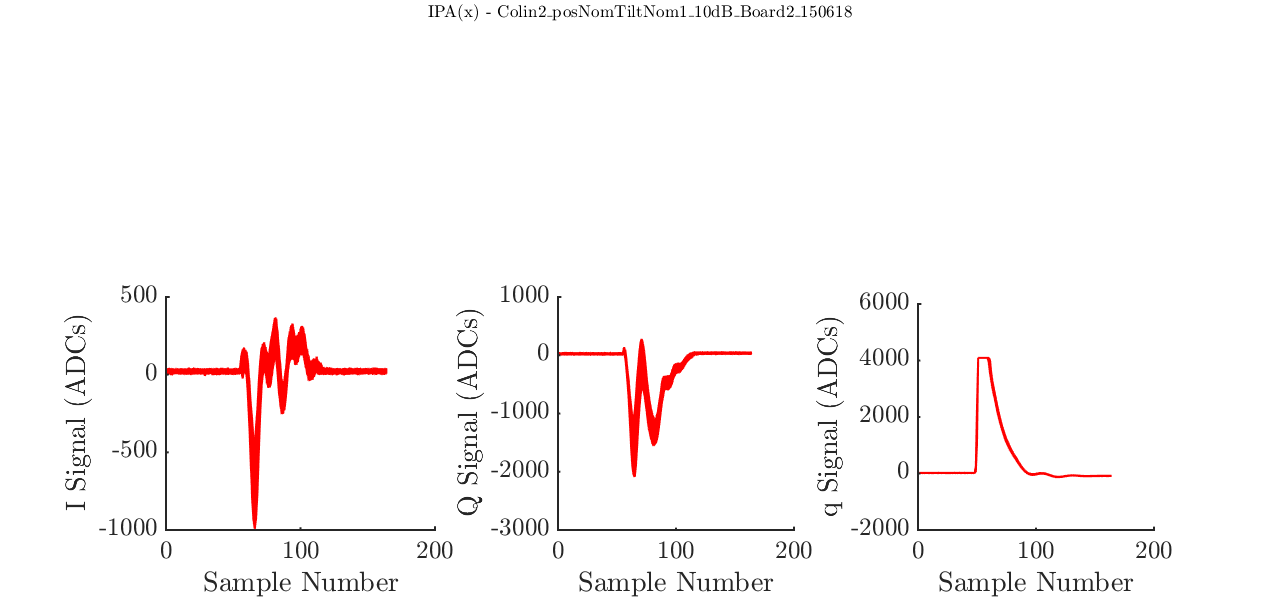 IPA(x) - Colin2_posNomTiltNom1_10dB_Board2_150618
500
0
-500
-1000
0 100 200
Sample Number
I Signal (ADCs)
1000
0
-1000
-2000
-3000
0 100 200
Sample Number
Q Signal (ADCs)
6000
4000
2000
0
-2000
0 100 200
Sample Number
q Signal (ADCs)